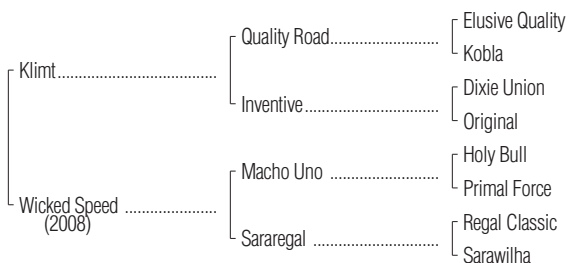 Elusive Quality
Quality Road
Kobla
Klimt
Dixie Union
Inventive
Original
Holy Bull
Macho Uno
Primal Force
Wicked Speed
(2008)
Regal Classic
Sararegal
Sarawilha